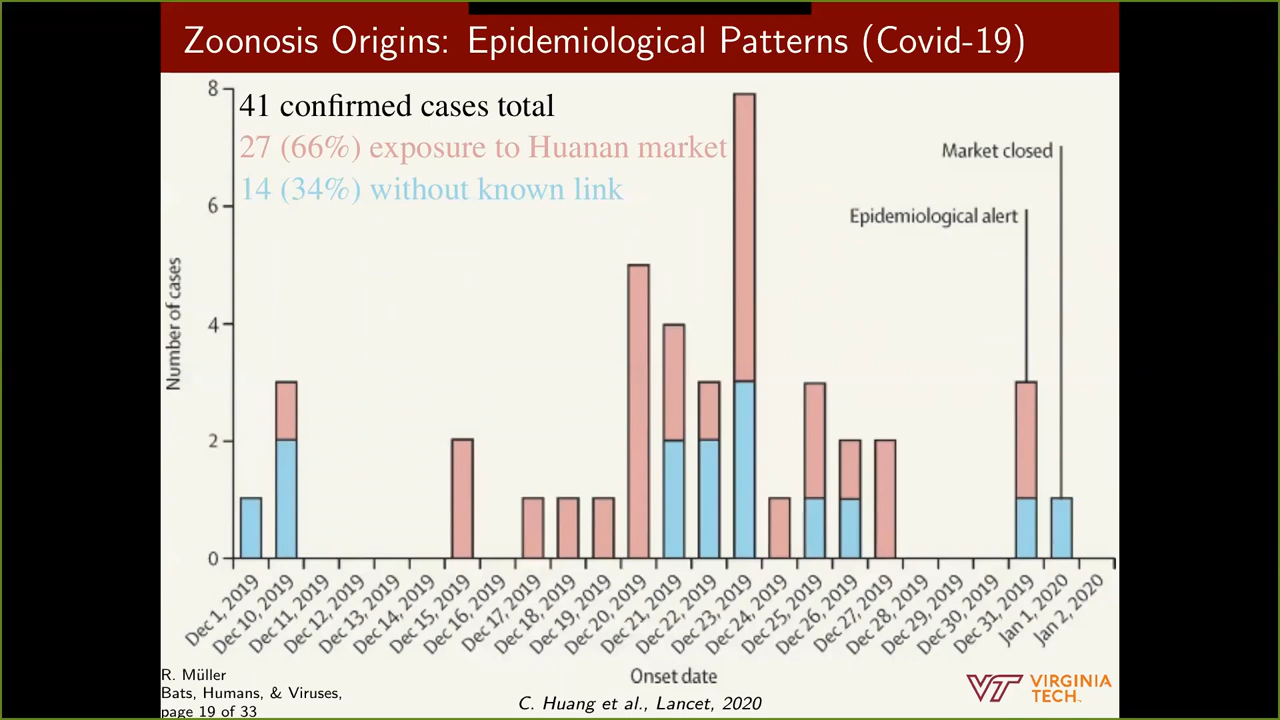 Zoonosis Origins: Epidemiological Patterns (Covid-19)
41 confirmed cases total
27 (66%) exposure to Huanan market
14 (34%) without known link
Market closed
Epidemiological alert
Number of cases
8
6
4
2
0
Dec 1, 2019
Dec 10, 2019
Dec 11, 2019
Dec 12, 2019
Dec 13, 2019
Dec 14, 2019
Dec 15, 2019
Dec 16, 2019
Dec 17, 2019
Dec 18, 2019
Dec 19, 2019
Dec 20, 2019
Dec 21, 2019
Dec 22, 2019
Dec 23, 2019
Dec 24, 2019
Dec 25, 2019
Dec 26, 2019
Dec 27, 2019
Dec 28, 2019
Dec 29, 2019
Dec 30, 2019
Dec 31, 2019
Jan 1, 2020
Jan 2, 2020
Onset date
R. Müller
Bats, Humans, & Viruses,
page 19 of 33
C. Huang et al., Lancet, 2020
VT VIRGINIA
TECH